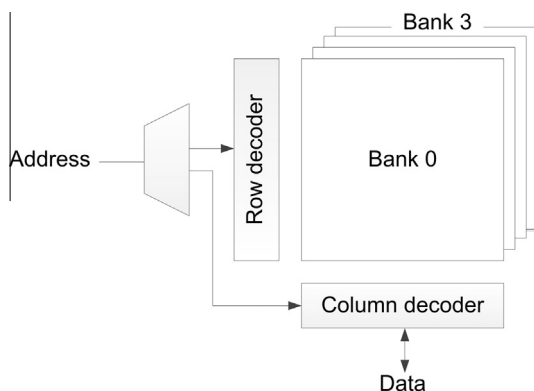 Bank 3
Address
Row decoder
Bank 0
Column decoder
Data